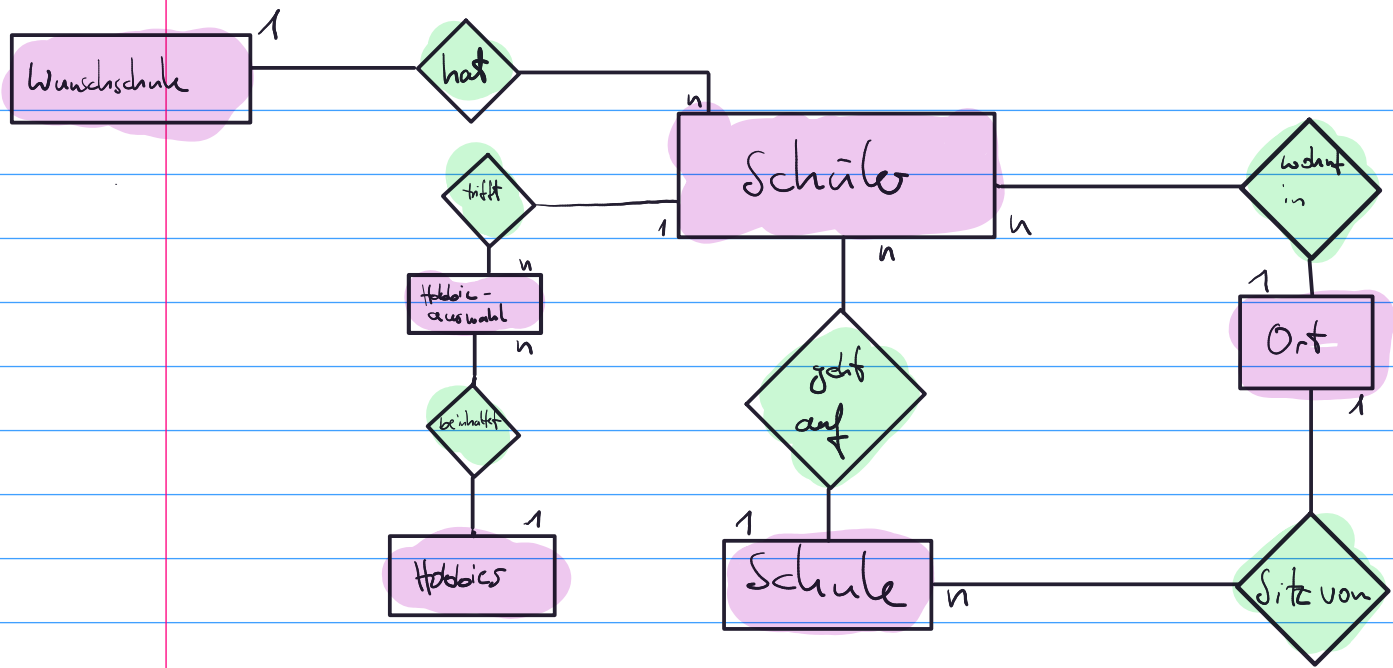 1
Wunschschule
hat
n
Schüler
wohnt
in
trifft
1
n
n
n
Hobbie-
auswahl
n
1
Ort
1
geht
auf
beinhaltet
1
1
Hobbies
Schule
n
Sitz von